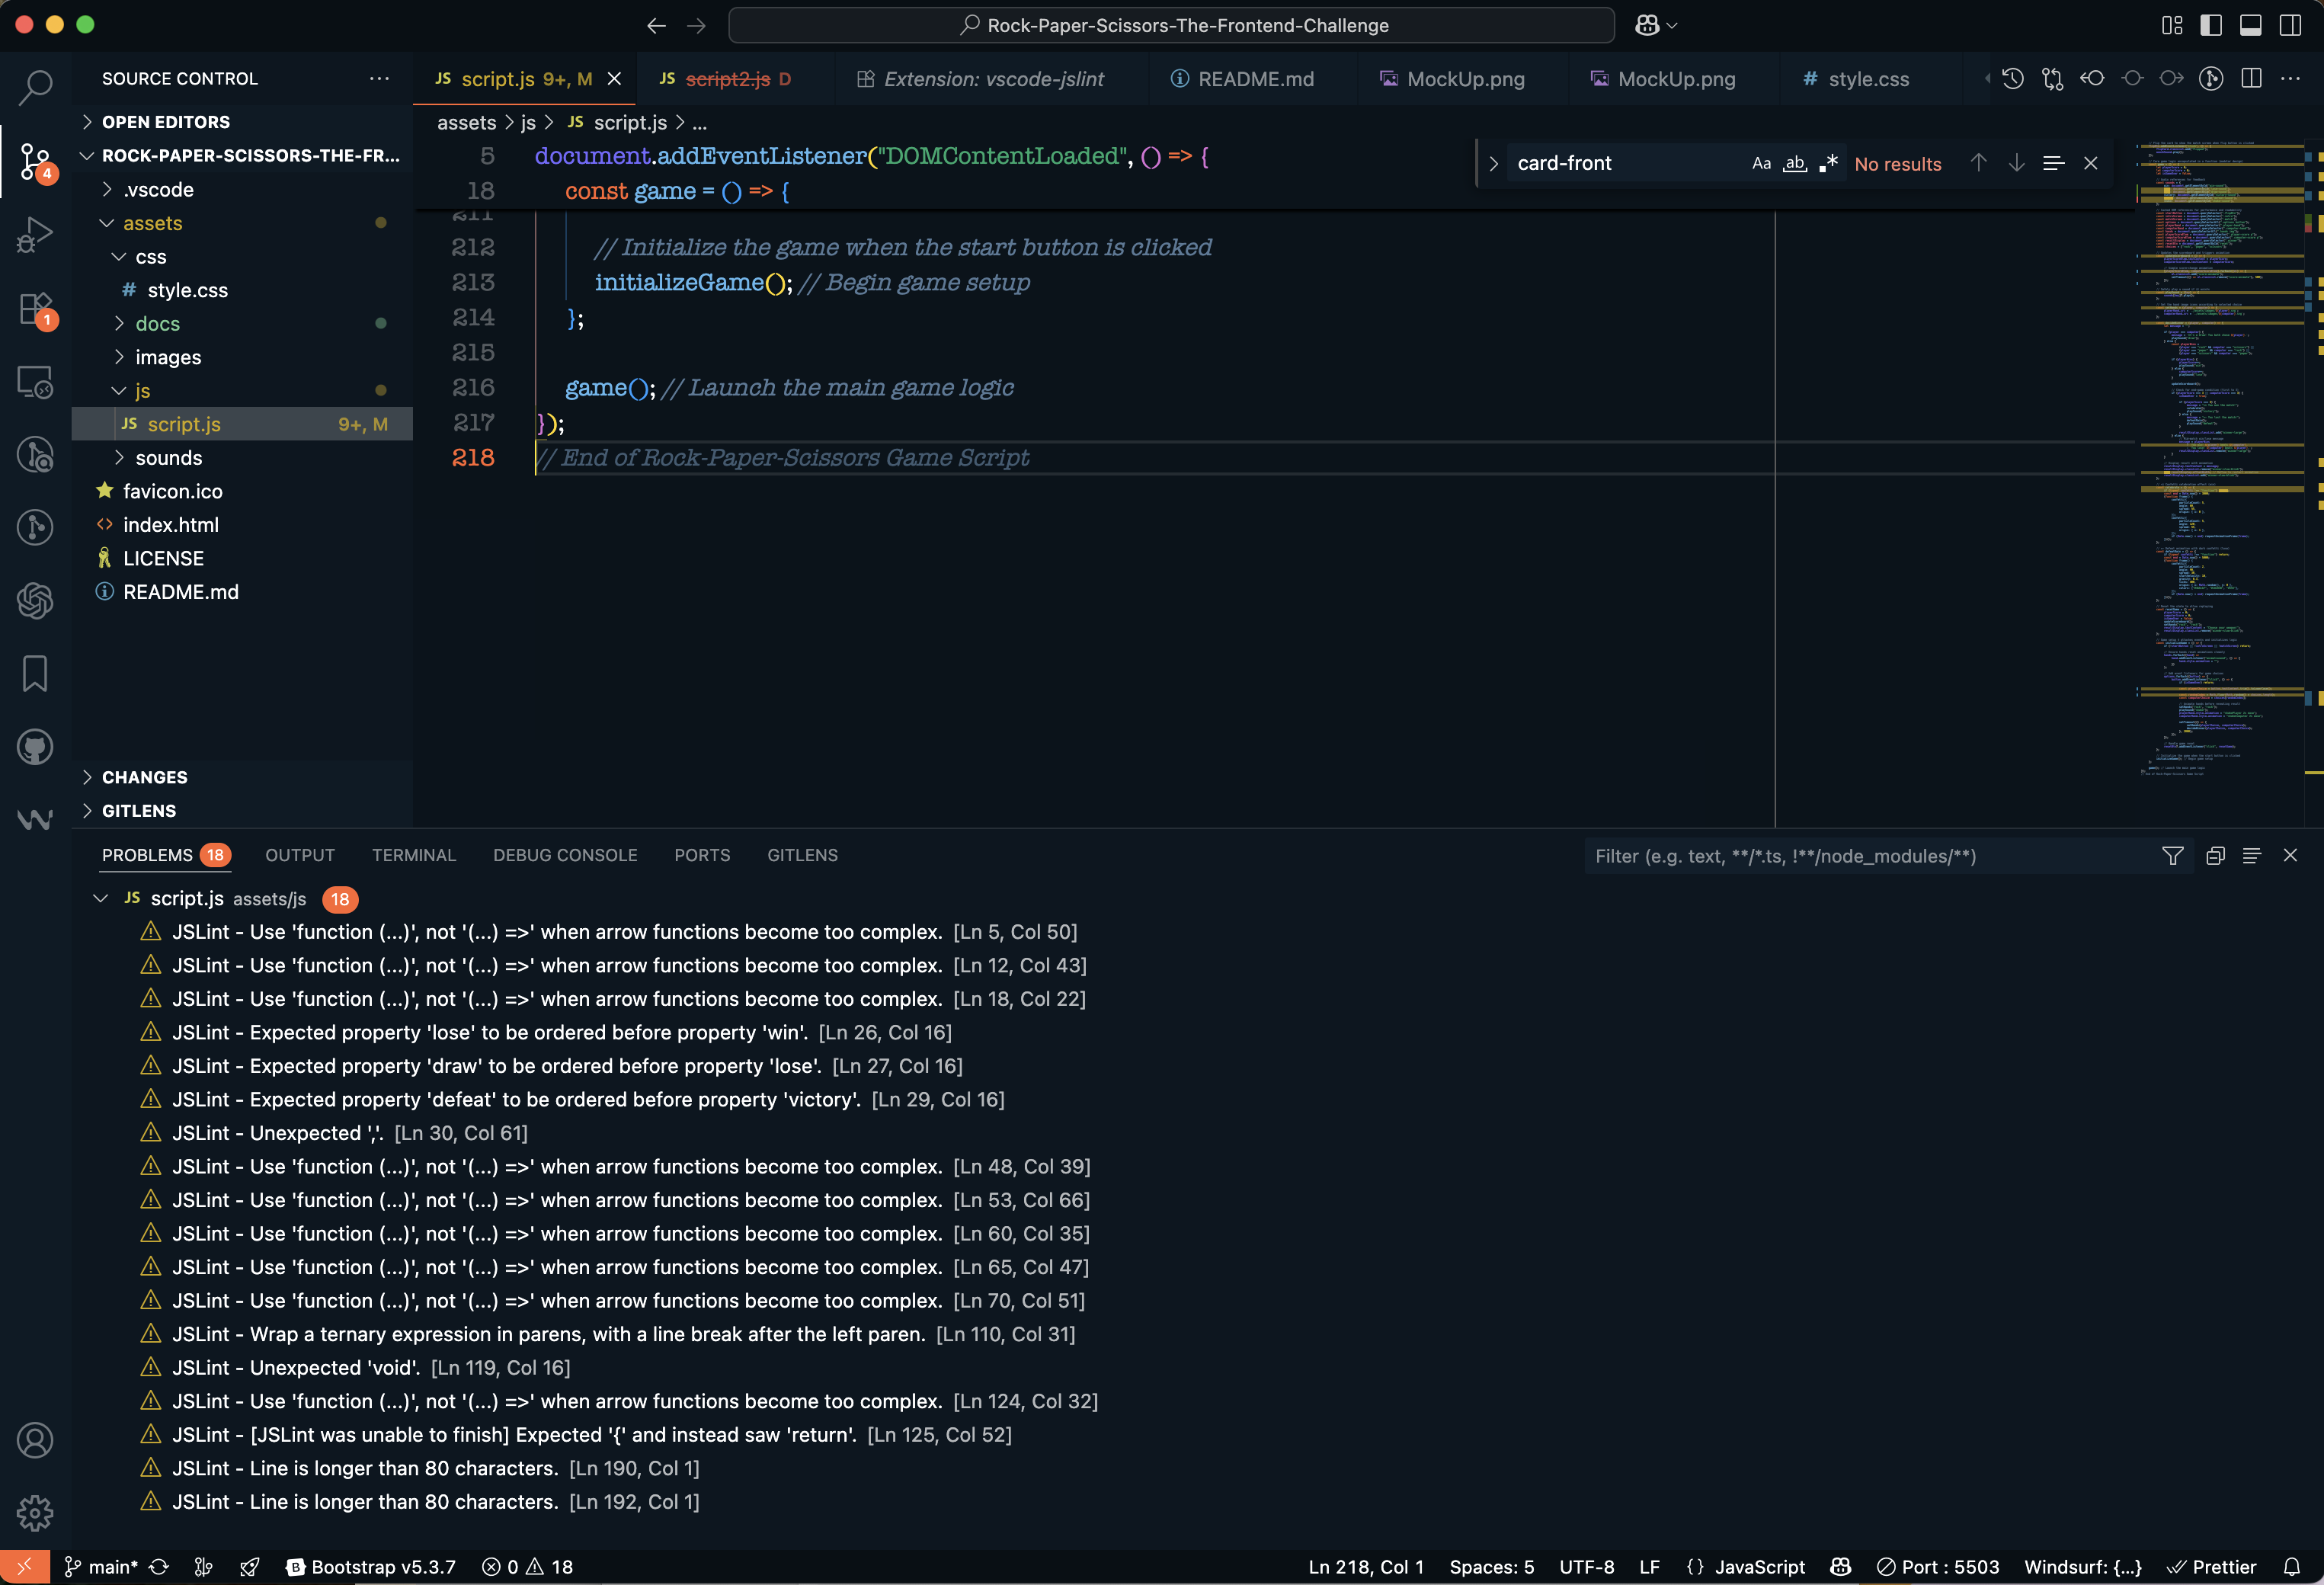 Rock-Paper-Scissors-The-Frontend-Challenge
SOURCE CONTROL
JS script.js 9+, M
JS script2.js D
Extension: vscode-jslint
README.md
MockUp.png
MockUp.png
# style.css
OPEN EDITORS
ROCK-PAPER-SCISSORS-THE-FR...
.vscode
assets
css
# style.css
docs
images
js
JS script.js 9+, M
sounds
favicon.ico
index.html
LICENSE
README.md
CHANGES
GITLENS
4
1
assets > js > JS script.js > ...
card-front Aa ab .* No results
5 document.addEventListener("DOMContentLoaded", () => {
18 const game = () => {
211
212 // Initialize the game when the start button is clicked
213 initializeGame(); // Begin game setup
214 };
215
216 game(); // Launch the main game logic
217 });
218 // End of Rock-Paper-Scissors Game Script
PROBLEMS 18 OUTPUT TERMINAL DEBUG CONSOLE PORTS GITLENS
Filter (e.g. text, **/*.ts, !**/node_modules/**)
JS script.js assets/js 18
JSLint - Use 'function (...)', not '(...) =>' when arrow functions become too complex. [Ln 5, Col 50]
JSLint - Use 'function (...)', not '(...) =>' when arrow functions become too complex. [Ln 12, Col 43]
JSLint - Use 'function (...)', not '(...) =>' when arrow functions become too complex. [Ln 18, Col 22]
JSLint - Expected property 'lose' to be ordered before property 'win'. [Ln 26, Col 16]
JSLint - Expected property 'draw' to be ordered before property 'lose'. [Ln 27, Col 16]
JSLint - Expected property 'defeat' to be ordered before property 'victory'. [Ln 29, Col 16]
JSLint - Unexpected ','. [Ln 30, Col 61]
JSLint - Use 'function (...)', not '(...) =>' when arrow functions become too complex. [Ln 48, Col 39]
JSLint - Use 'function (...)', not '(...) =>' when arrow functions become too complex. [Ln 53, Col 66]
JSLint - Use 'function (...)', not '(...) =>' when arrow functions become too complex. [Ln 60, Col 35]
JSLint - Use 'function (...)', not '(...) =>' when arrow functions become too complex. [Ln 65, Col 47]
JSLint - Use 'function (...)', not '(...) =>' when arrow functions become too complex. [Ln 70, Col 51]
JSLint - Wrap a ternary expression in parens, with a line break after the left paren. [Ln 110, Col 31]
JSLint - Unexpected 'void'. [Ln 119, Col 16]
JSLint - Use 'function (...)', not '(...) =>' when arrow functions become too complex. [Ln 124, Col 32]
JSLint - [JSLint was unable to finish] Expected '{' and instead saw 'return'. [Ln 125, Col 52]
JSLint - Line is longer than 80 characters. [Ln 190, Col 1]
JSLint - Line is longer than 80 characters. [Ln 192, Col 1]
main* B Bootstrap v5.3.7 0 18 Ln 218, Col 1 Spaces: 5 UTF-8 LF {} JavaScript Port : 5503 Windsurf: {...} Prettier